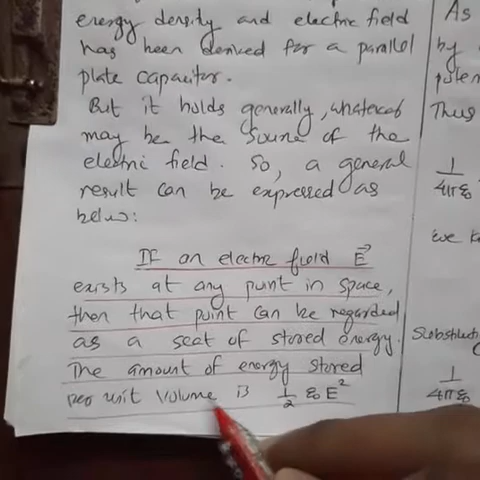 energy density and electric field
has been derived for a parallel
plate capacitor.
But it holds generally, whatever
may be the source of the
electric field. So, a general
result can be expressed as
below:
If an electric field E⃗
exists at any point in space,
then that point can be regarded
as a seat of stored energy.
The amount of energy stored
per unit volume is 1/2 ε₀E²
As
by
poten
Thus
1/4πε₀
we k
Substituti
1/4πε₀